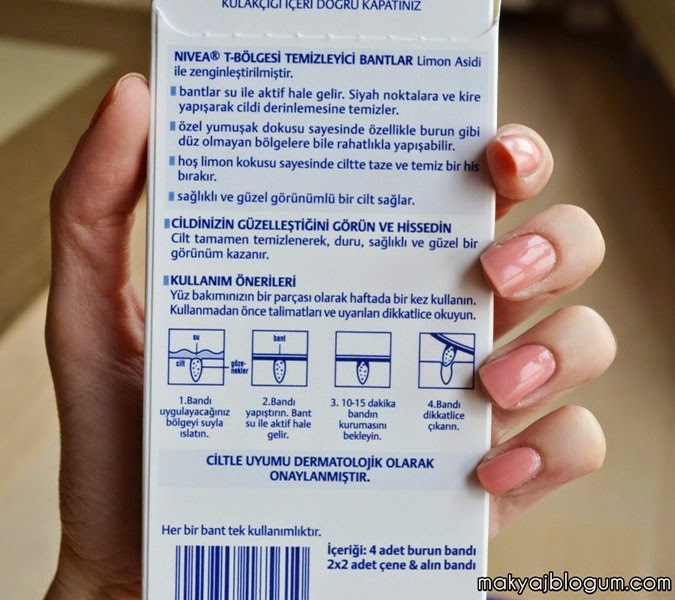 KULAKÇIĞI İÇERİ DOĞRU KAPATINIZ
NIVEA® T-BÖLGESİ TEMİZLEYİCİ BANTLAR Limon Asidi
ile zenginleştirilmiştir.
bantlar su ile aktif hale gelir. Siyah noktalara ve kire
yapışarak cildi derinlemesine temizler.
özel yumuşak dokusu sayesinde özellikle burun gibi
düz olmayan bölgelere bile rahatlıkla yapışabilir.
hoş limon kokusu sayesinde ciltte taze ve temiz bir his
bırakır.
sağlıklı ve güzel görünümlü bir cilt sağlar.
CİLDİNİZİN GÜZELLEŞTİĞİNİ GÖRÜN VE HİSSEDİN
Cilt tamamen temizlenerek, duru, sağlıklı ve güzel bir
görünüm kazanır.
KULLANIM ÖNERİLERİ
Yüz bakımınızın bir parçası olarak haftada bir kez kullanın.
Kullanmadan önce talimatları ve uyarıları dikkatlice okuyun.
su
cilt
göze-
nekler
bant
1.Bandı
uygulayacağınız
bölgeyi suyla
ıslatın.
2.Bandı
yapıştırın. Bant
su ile aktif hale
gelir.
3. 10-15 dakika
bandın
kurumasını
bekleyin.
4.Bandı
dikkatlice
çıkarın.
CİLTLE UYUMU DERMATOLOJİK OLARAK
ONAYLANMIŞTIR.
Her bir bant tek kullanımlıktır.
İçeriği: 4 adet burun bandı
2x2 adet çene & alın bandı
makyajblogum.com